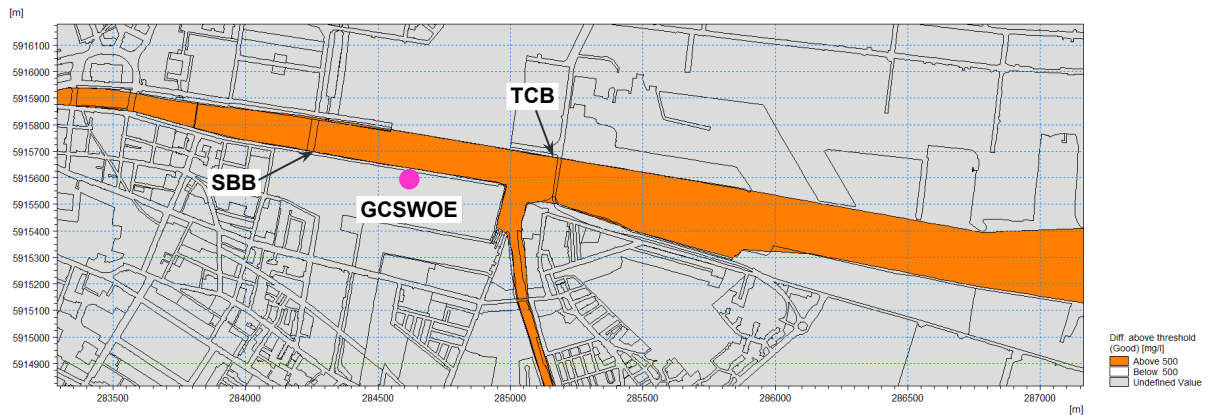 [m]
5916100
5916000
5915900
5915800
5915700
5915600
5915500
5915400
5915300
5915200
5915100
5915000
5914900
TCB
SBB
GCSWOE
283500
284000
284500
285000
285500
286000
286500
287000
[m]
Diff. above threshold
(Good) [mg/l]
Above 500
Below 500
Undefined Value